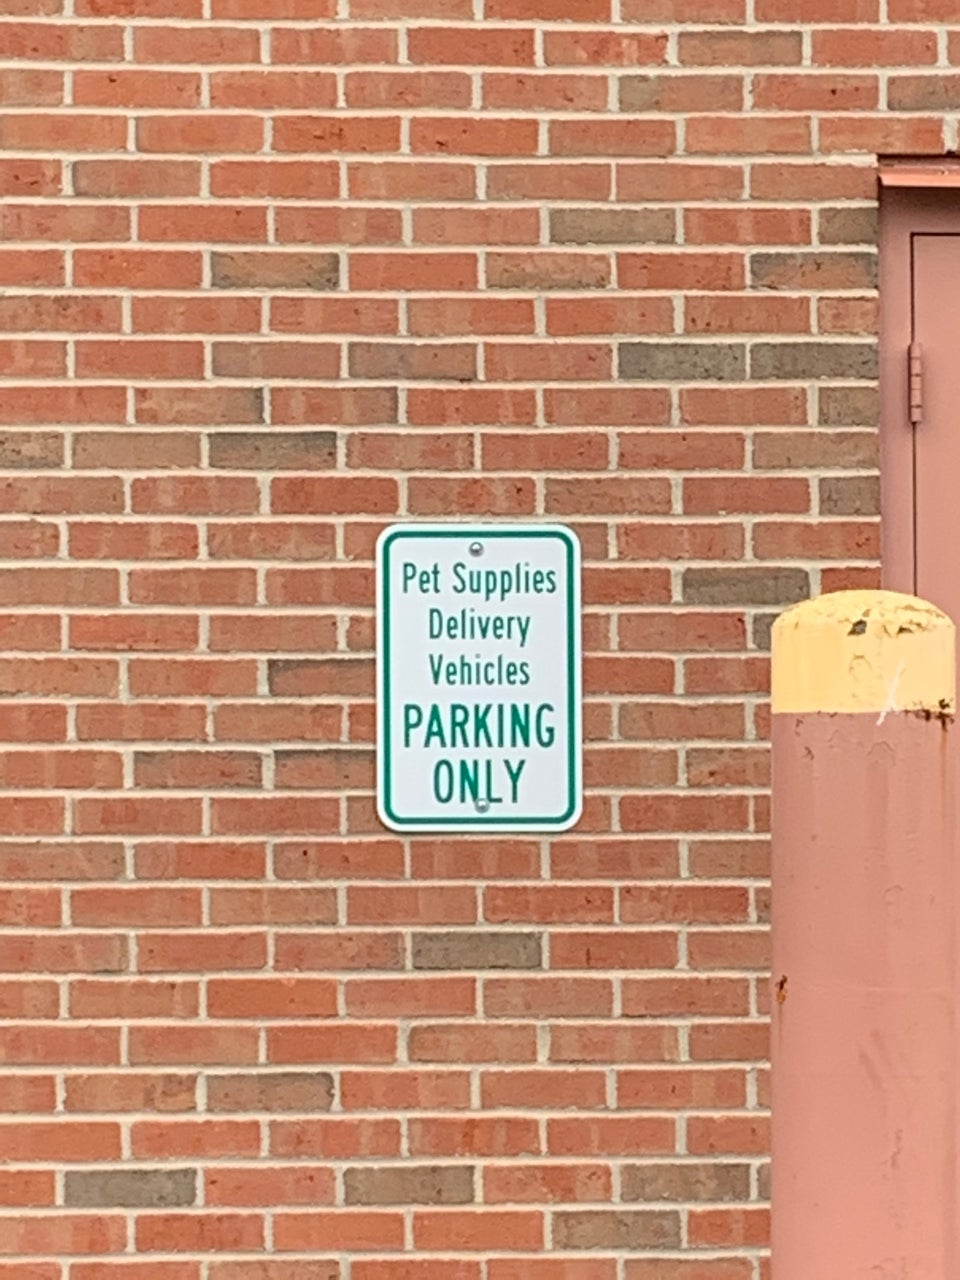 Pet Supplies
Delivery
Vehicles
PARKING
ONLY